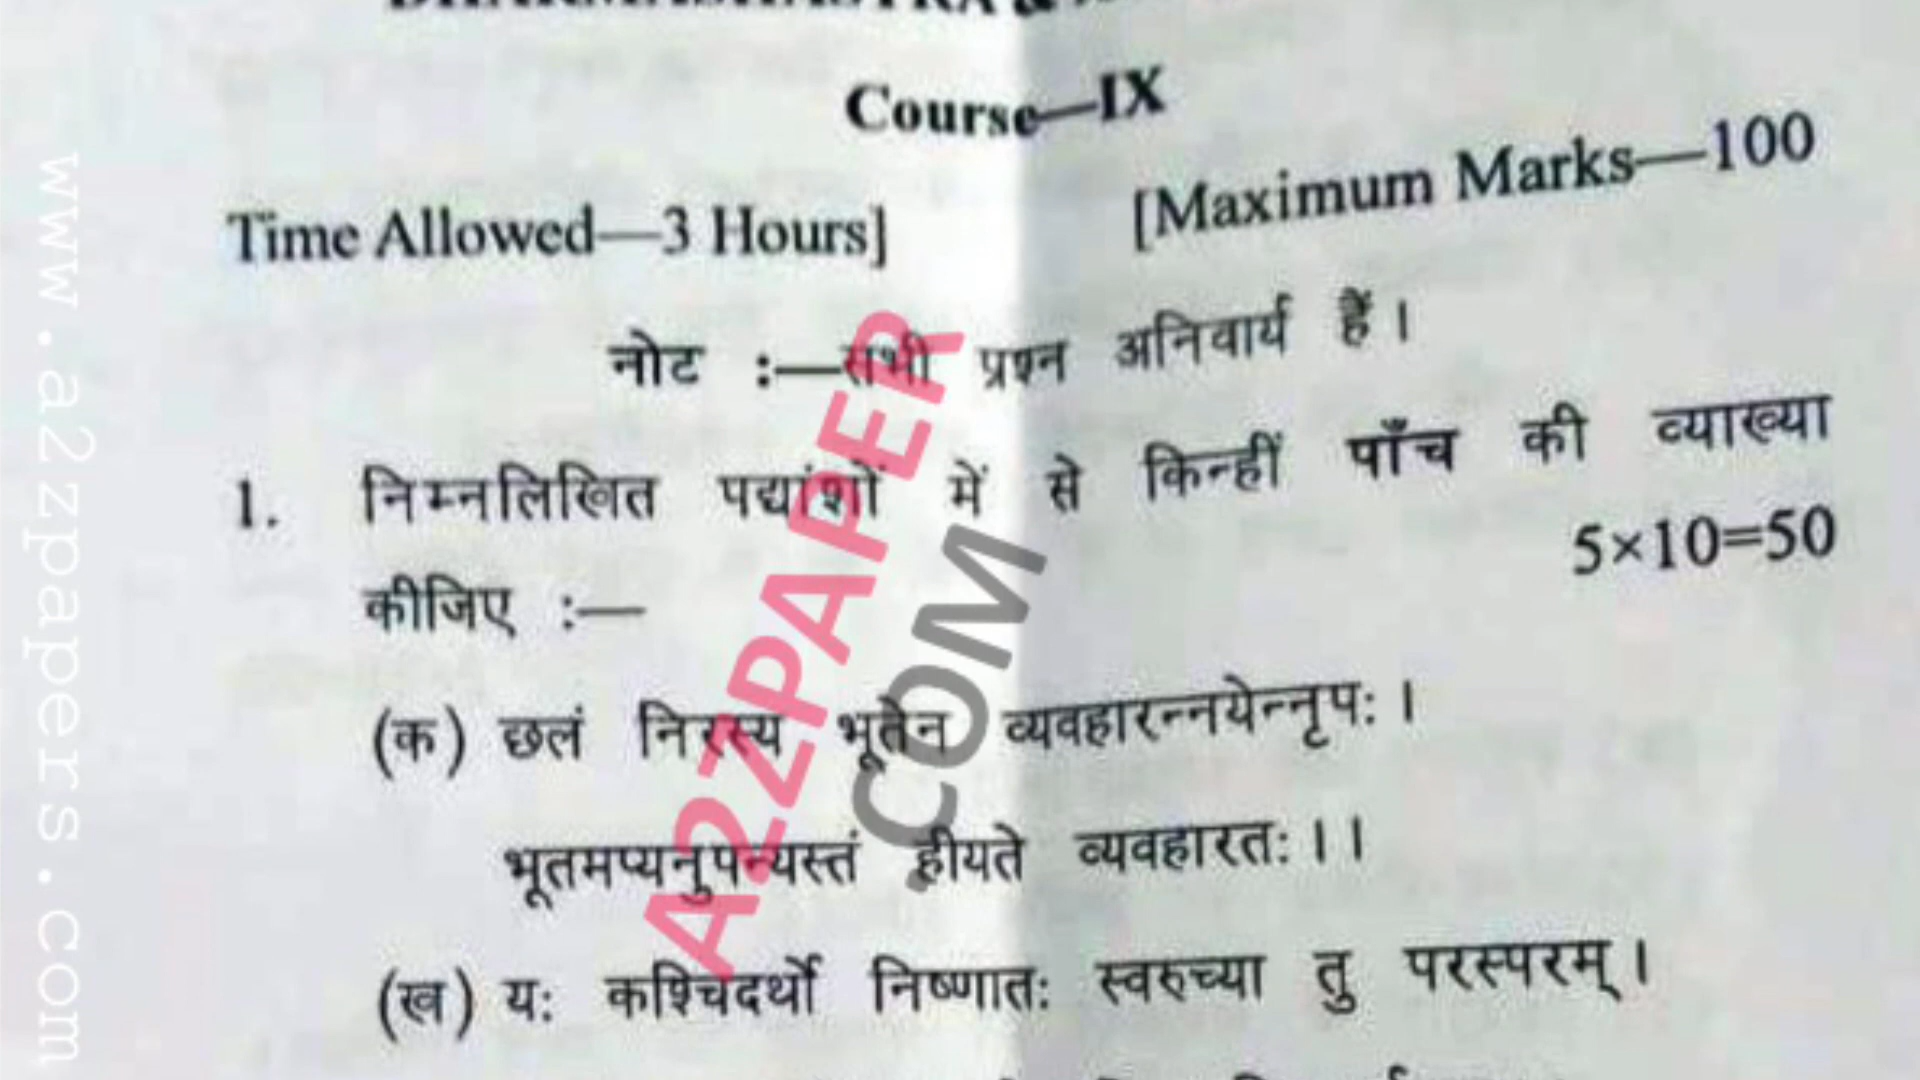 DHARMASHASTRA &
Course—IX
Time Allowed—3 Hours] [Maximum Marks—100
नोट :—सभी प्रश्न अनिवार्य हैं।
1. निम्नलिखित पद्यांशों में से किन्हीं पाँच की व्याख्या
कीजिए :— 5×10=50
(क) छलं निरस्य भूतेन व्यवहारन्नयेन्नृपः।
भूतमप्यनुपन्यस्तं हीयते व्यवहारतः।।
(ख) यः कश्चिदर्थो निष्णातः स्वरुच्या तु परस्परम्।
www.a2zpapers.com
A2ZPAPER
.COM